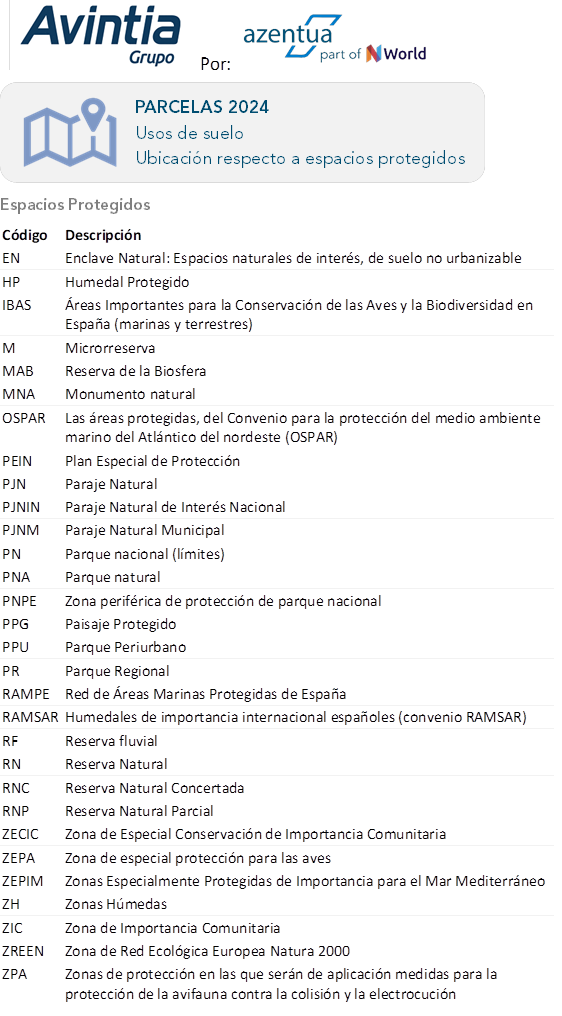 Avintia
Grupo
Por:
azentua
part of NWorld
PARCELAS 2024
Usos de suelo
Ubicación respecto a espacios protegidos
Espacios Protegidos
Código Descripción
EN Enclave Natural: Espacios naturales de interés, de suelo no urbanizable
HP Humedal Protegido
IBAS Áreas Importantes para la Conservación de las Aves y la Biodiversidad en
España (marinas y terrestres)
M Microrreserva
MAB Reserva de la Biosfera
MNA Monumento natural
OSPAR Las áreas protegidas, del Convenio para la protección del medio ambiente
marino del Atlántico del nordeste (OSPAR)
PEIN Plan Especial de Protección
PJN Paraje Natural
PJNIN Paraje Natural de Interés Nacional
PJNM Paraje Natural Municipal
PN Parque nacional (límites)
PNA Parque natural
PNPE Zona periférica de protección de parque nacional
PPG Paisaje Protegido
PPU Parque Periurbano
PR Parque Regional
RAMPE Red de Áreas Marinas Protegidas de España
RAMSAR Humedales de importancia internacional españoles (convenio RAMSAR)
RF Reserva fluvial
RN Reserva Natural
RNC Reserva Natural Concertada
RNP Reserva Natural Parcial
ZECIC Zona de Especial Conservación de Importancia Comunitaria
ZEPA Zona de especial protección para las aves
ZEPIM Zonas Especialmente Protegidas de Importancia para el Mar Mediterráneo
ZH Zonas Húmedas
ZIC Zona de Importancia Comunitaria
ZREEN Zona de Red Ecológica Europea Natura 2000
ZPA Zonas de protección en las que serán de aplicación medidas para la
protección de la avifauna contra la colisión y la electrocución